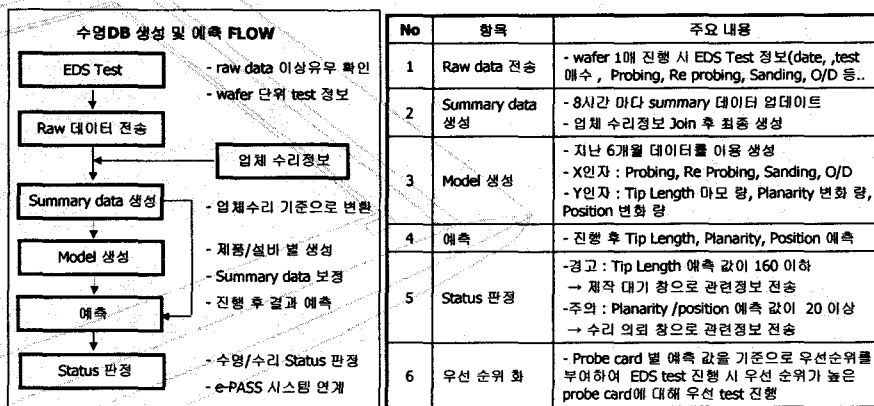 수명DB 생성 및 예측 FLOW
EDS Test
- raw data 이상유무 확인
- wafer 단위 test 정보
Raw 데이터 전송
업체 수리정보
Summary data 생성
- 업체수리 기준으로 변환
Model 생성
- 제품/설비 별 생성
- Summary data 보정
예측
- 진행 후 결과 예측
Status 판정
- 수명/수리 Status 판정
- e-PASS 시스템 연계
No 항목 주요 내용
1 Raw data 전송
- wafer 1매 진행 시 EDS Test 정보(date, ,test
매수 , Probing, Re probing, Sanding, O/D 등..
2 Summary data
생성
- 8시간 마다 summary 데이터 업데이트
- 업체 수리정보 Join 후 최종 생성
3 Model 생성
- 지난 6개월 데이터를 이용 생성
- X인자 : Probing, Re Probing, Sanding, O/D
- Y인자 : Tip Length 마모 량, Planarity 변화 량,
Position 변화 량
4 예측
- 진행 후 Tip Length, Planarity, Position 예측
5 Status 판정
-경고 : Tip Length 예측 값이 160 이하
→ 제작 대기 창으로 관련정보 전송
-주의 : Planarity /position 예측 값이 20 이상
→ 수리 의뢰 창으로 관련정보 전송
6 우선 순위 화
- Probe card 별 예측 값을 기준으로 우선순위를
부여하여 EDS test 진행 시 우선 순위가 높은
probe card에 대해 우선 test 진행